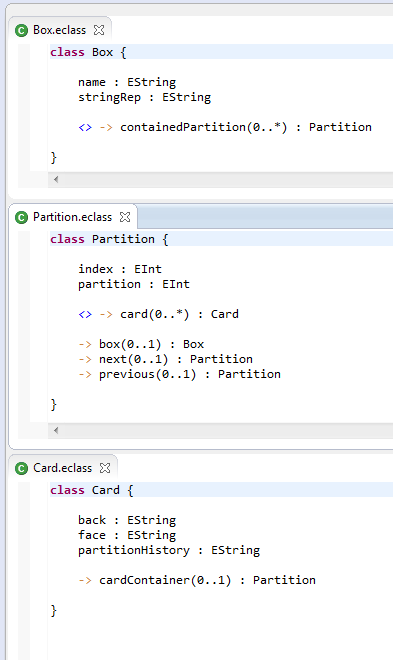 Box.eclass
class Box {
name : EString
stringRep : EString
<> -> containedPartition(0..*) : Partition
}
Partition.eclass
class Partition {
index : EInt
partition : EInt
<> -> card(0..*) : Card
-> box(0..1) : Box
-> next(0..1) : Partition
-> previous(0..1) : Partition
}
Card.eclass
class Card {
back : EString
face : EString
partitionHistory : EString
-> cardContainer(0..1) : Partition
}